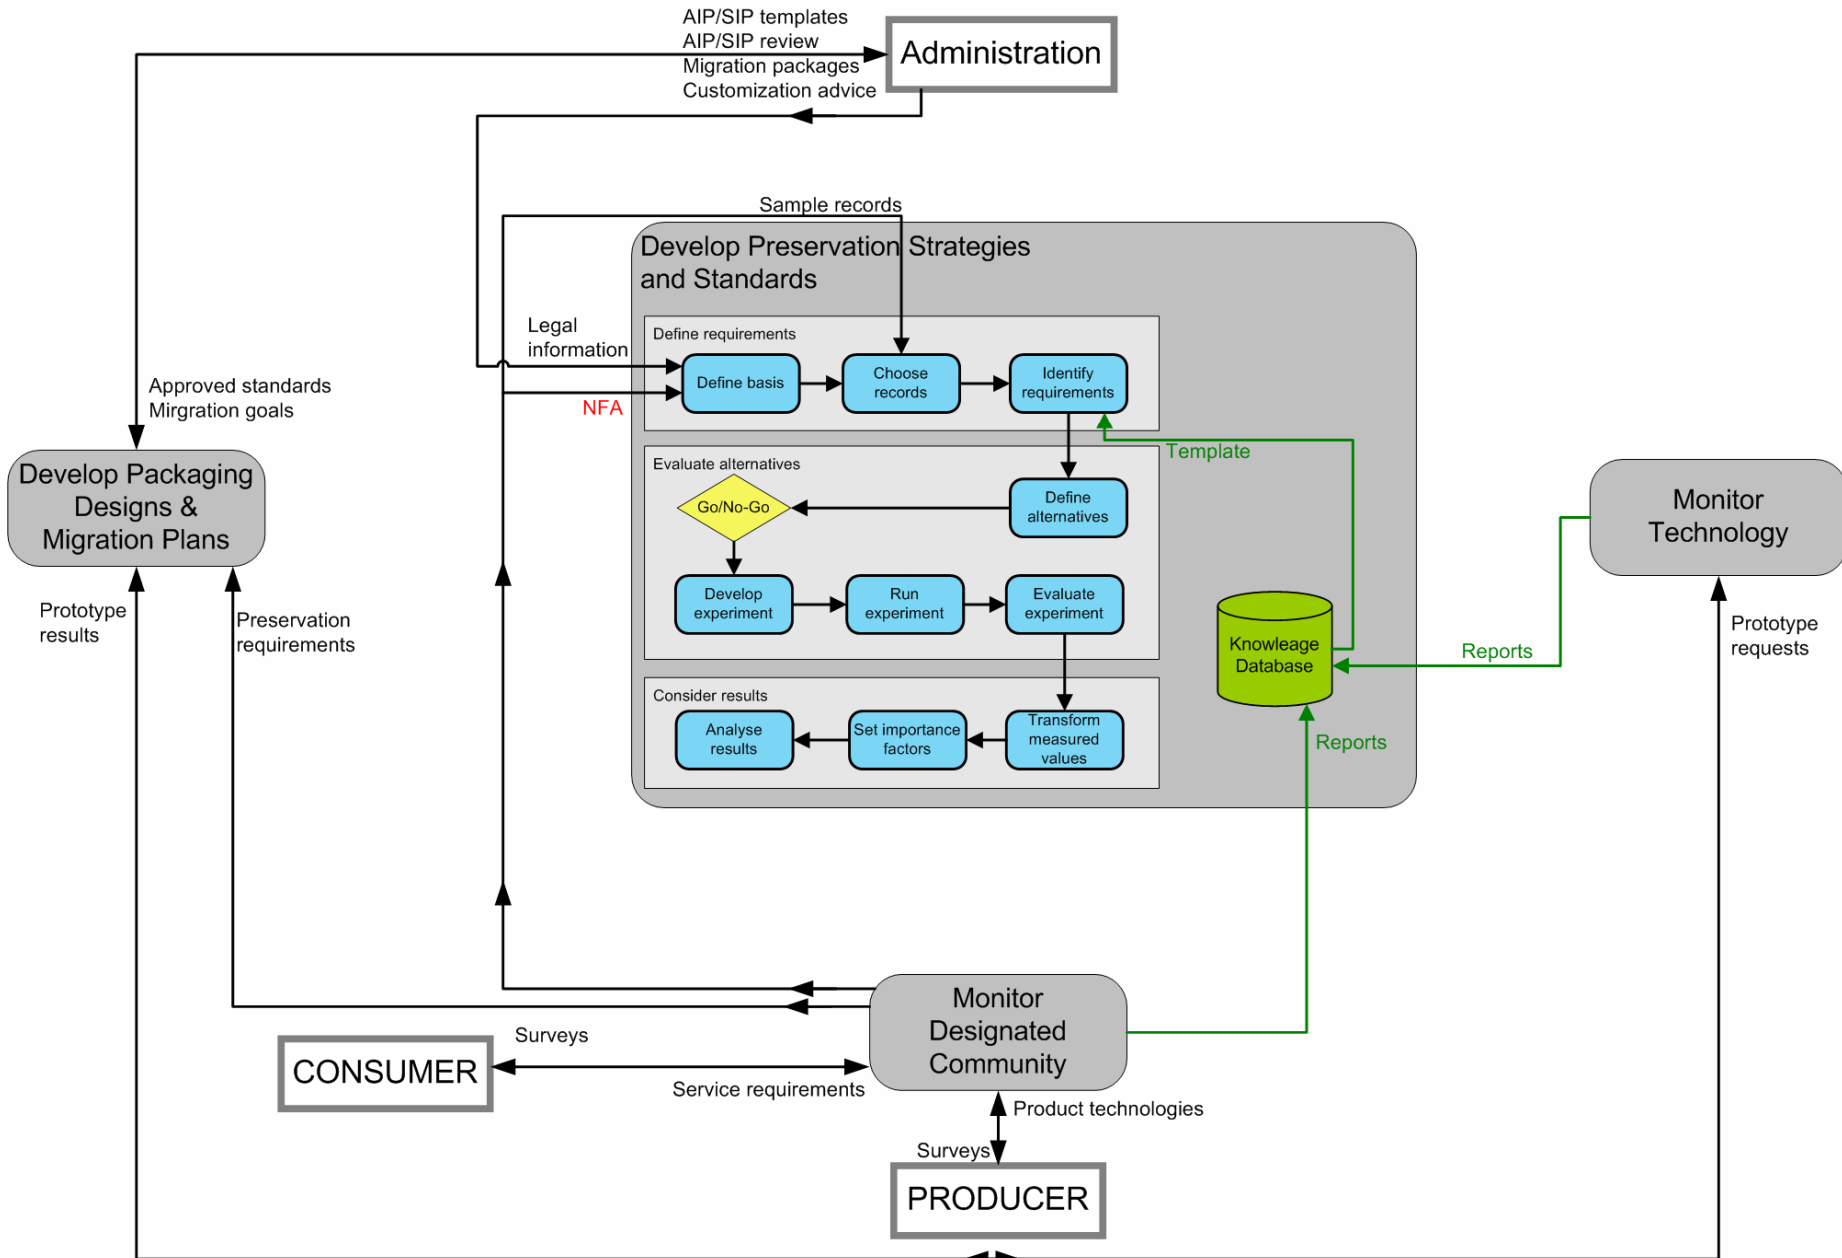 AIP/SIP templates
AIP/SIP review
Migration packages
Customization advice
Administration
Sample records
Develop Preservation Strategies
and Standards
Legal
information
NFA
Define requirements
Define basis
Choose
records
Identify
requirements
Approved standards
Mirgration goals
Template
Evaluate alternatives
Go/No-Go
Define
alternatives
Develop Packaging
Designs &
Migration Plans
Monitor
Technology
Develop
experiment
Run
experiment
Evaluate
experiment
Prototype
results
Preservation
requirements
Knowleage
Database
Reports
Prototype
requests
Consider results
Analyse
results
Set importance
factors
Transform
measured
values
Reports
Monitor
Designated
Community
Surveys
CONSUMER
Service requirements
Product technologies
Surveys
PRODUCER